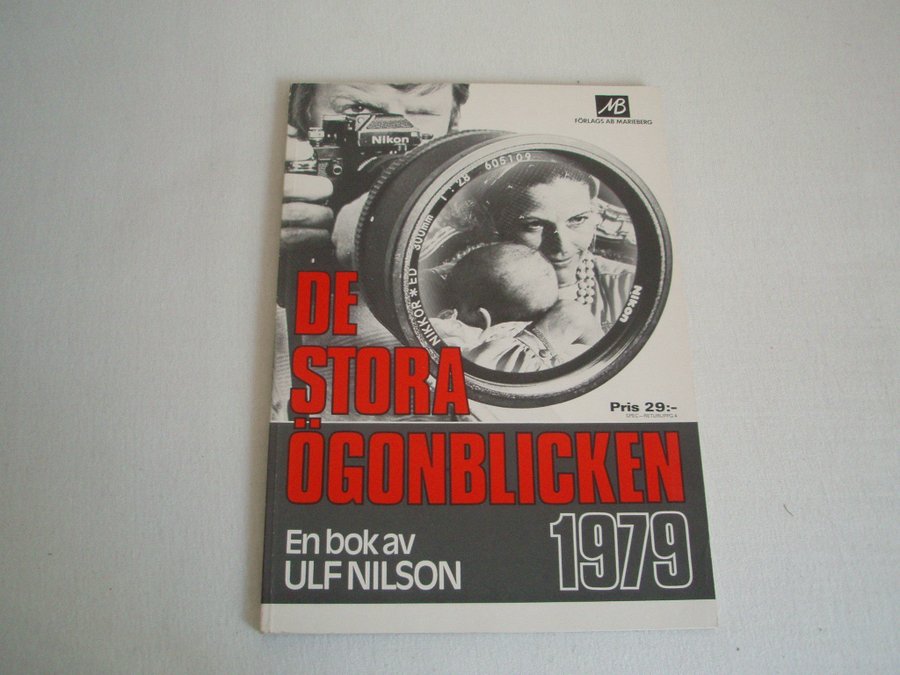 MB
FÖRLAGS AB MARIEBERG
Nikon
NIKKOR*ED 300mm 1:2.8 605109
Nikon
DE
STORA
ÖGONBLICKEN
Pris 29:-
1979
En bok av
ULF NILSON